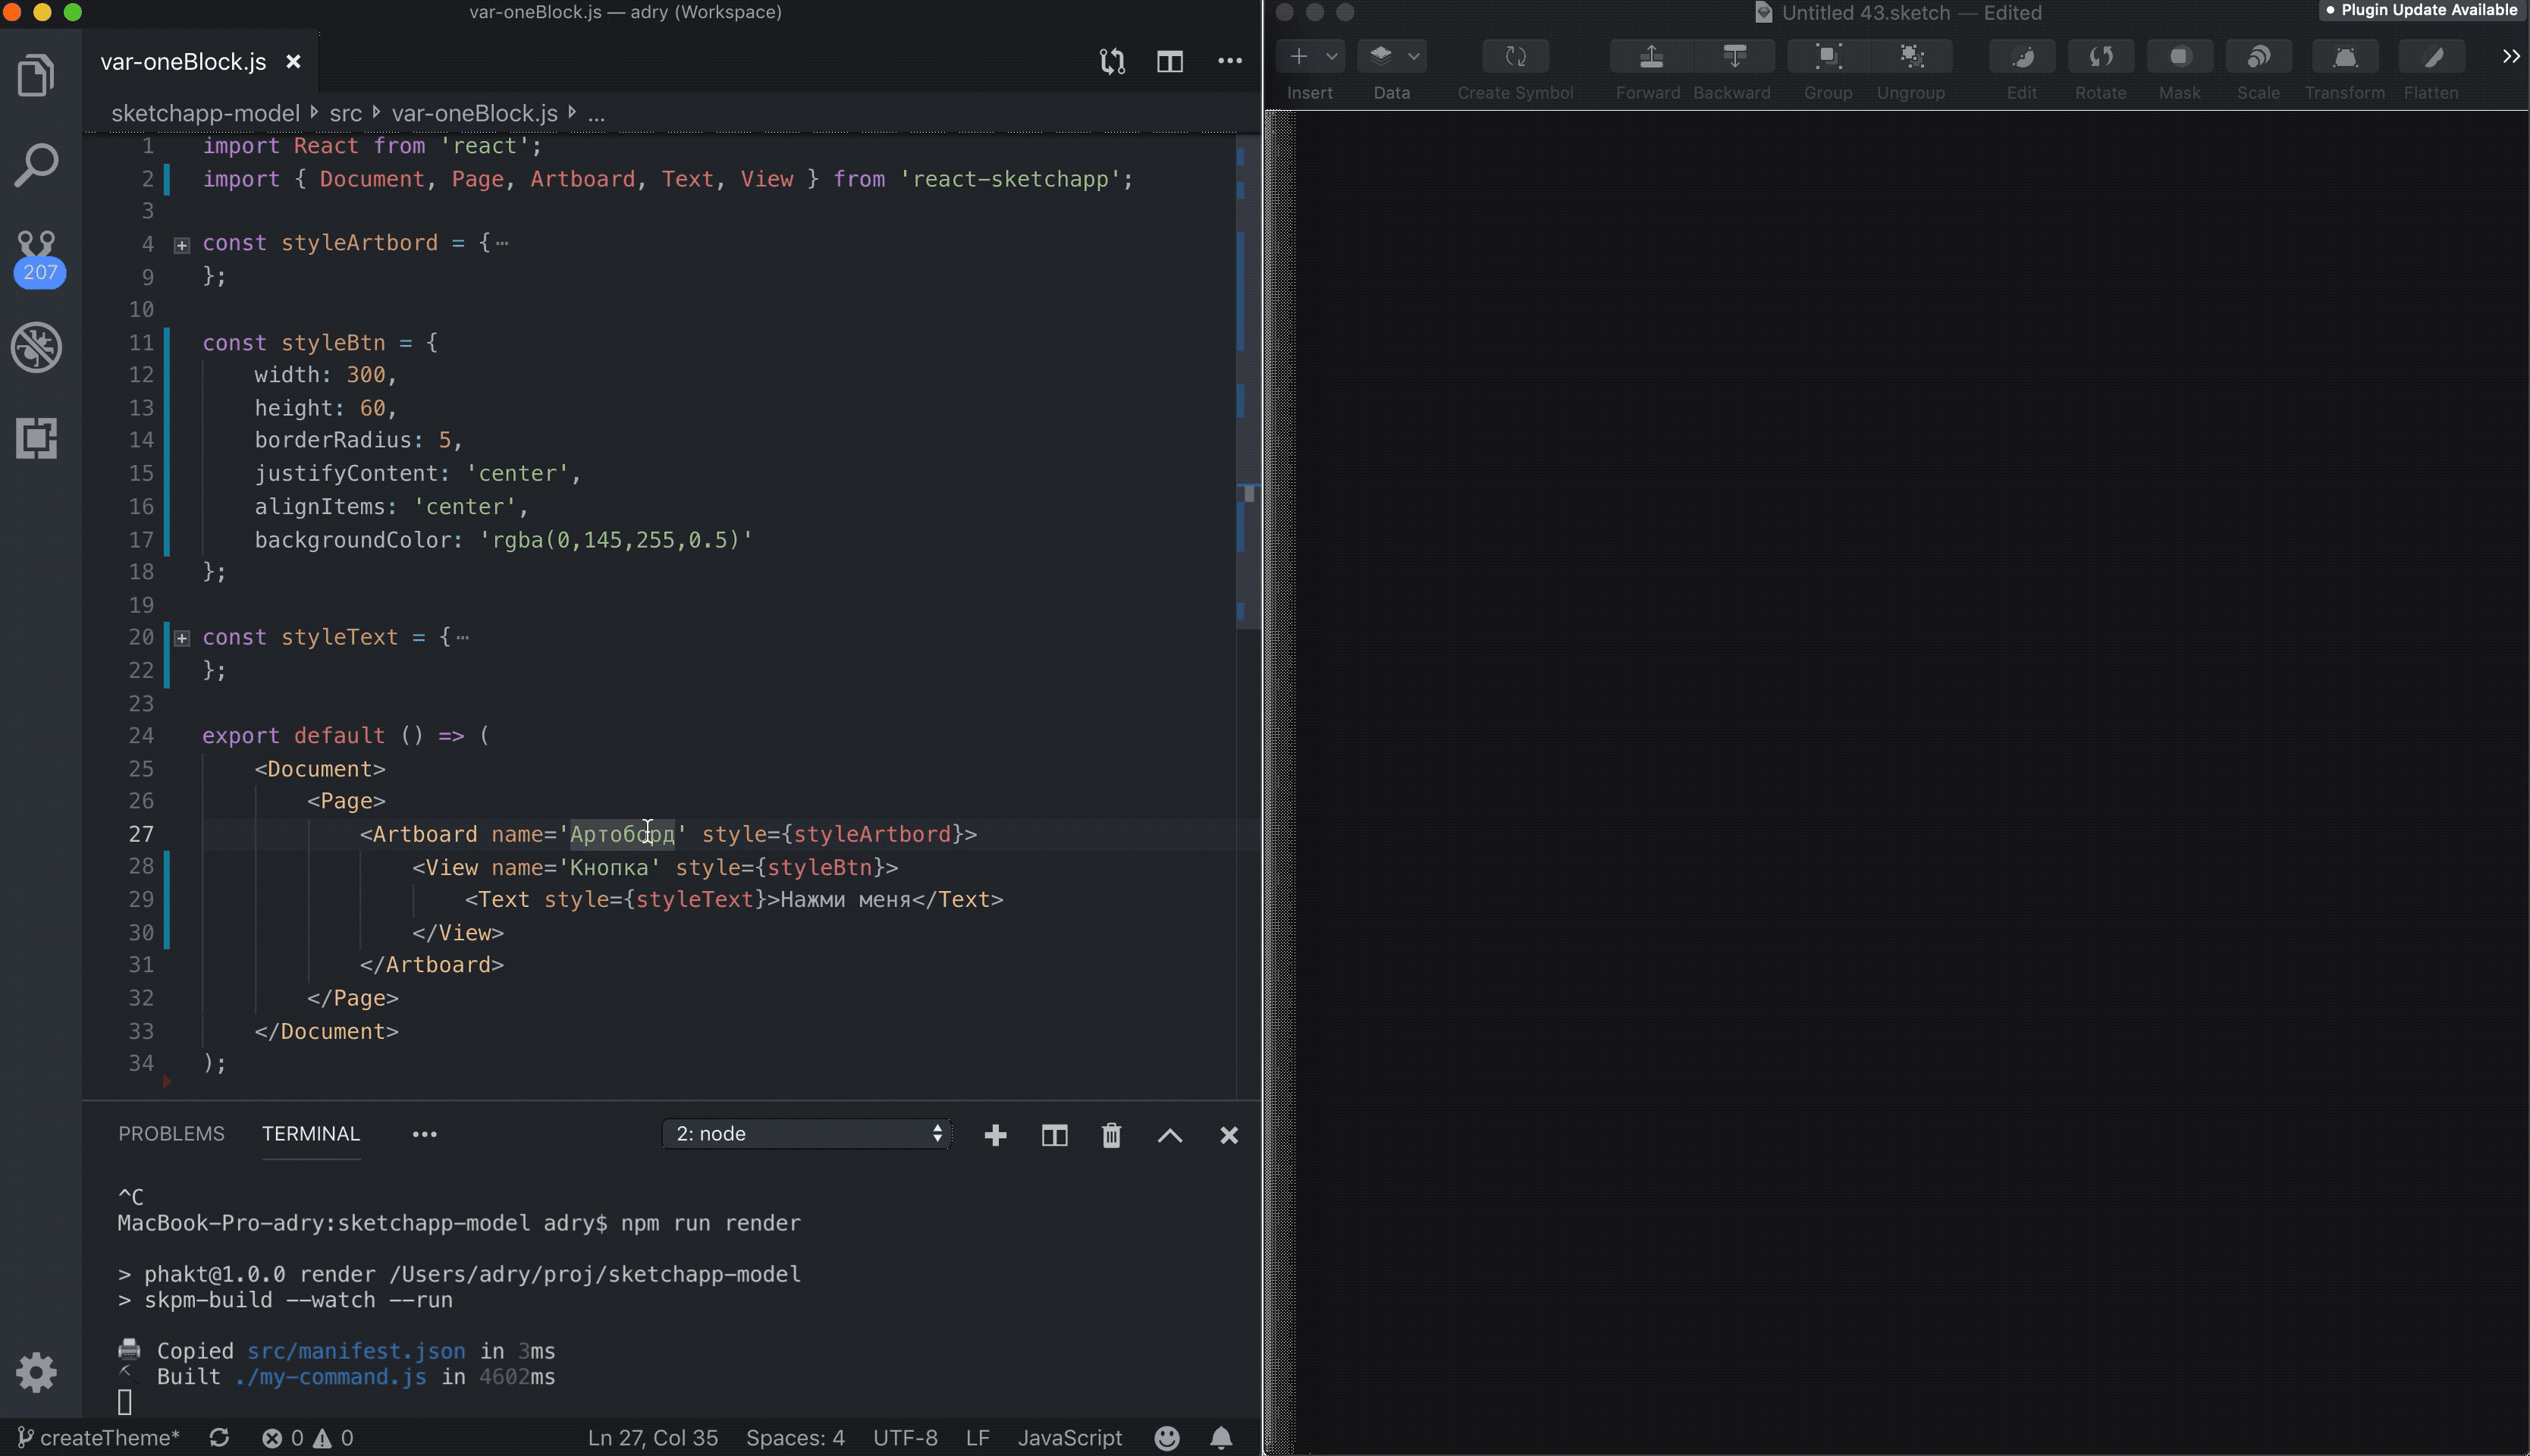 var-oneBlock.js — adry (Workspace)
var-oneBlock.js
sketchapp-model src var-oneBlock.js ...
207
1 import React from 'react';
2 import { Document, Page, Artboard, Text, View } from 'react-sketchapp';
3
4 const styleArtbord = {…
9 };
10
11 const styleBtn = {
12 width: 300,
13 height: 60,
14 borderRadius: 5,
15 justifyContent: 'center',
16 alignItems: 'center',
17 backgroundColor: 'rgba(0,145,255,0.5)'
18 };
19
20 const styleText = {…
22 };
23
24 export default () => (
25 <Document>
26 <Page>
27 <Artboard name='Артоборд' style={styleArtbord}>
28 <View name='Кнопка' style={styleBtn}>
29 <Text style={styleText}>Нажми меня</Text>
30 </View>
31 </Artboard>
32 </Page>
33 </Document>
34 );
PROBLEMS TERMINAL ••• 2: node
^C
MacBook-Pro-adry:sketchapp-model adry$ npm run render
> phakt@1.0.0 render /Users/adry/proj/sketchapp-model
> skpm-build --watch --run
Copied src/manifest.json in 3ms
Built ./my-command.js in 4602ms
createTheme* 0 0 Ln 27, Col 35 Spaces: 4 UTF-8 LF JavaScript
Untitled 43.sketch — Edited
• Plugin Update Available
Insert Data Create Symbol Forward Backward Group Ungroup Edit Rotate Mask Scale Transform Flatten